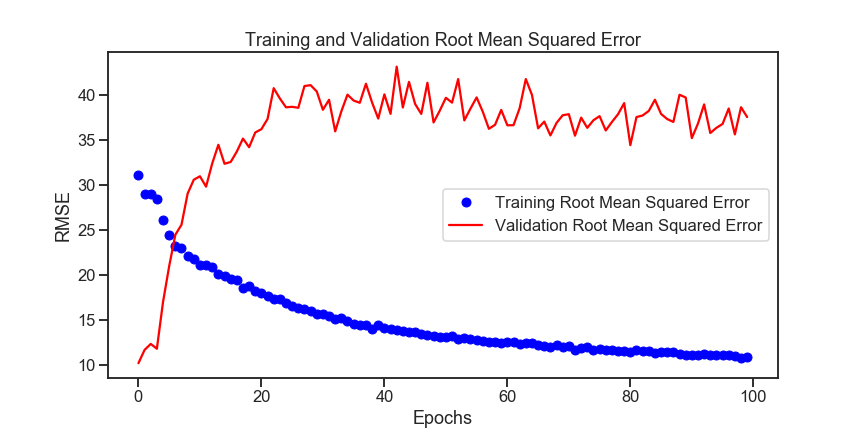 Training and Validation Root Mean Squared Error
40
35
30
25
20
15
10
RMSE
Training Root Mean Squared Error
Validation Root Mean Squared Error
0 20 40 60 80 100
Epochs